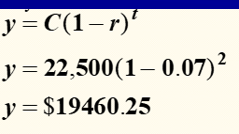 y = C(1 – r)^t
y = 22,500(1 – 0.07)^2
y = $19460.25